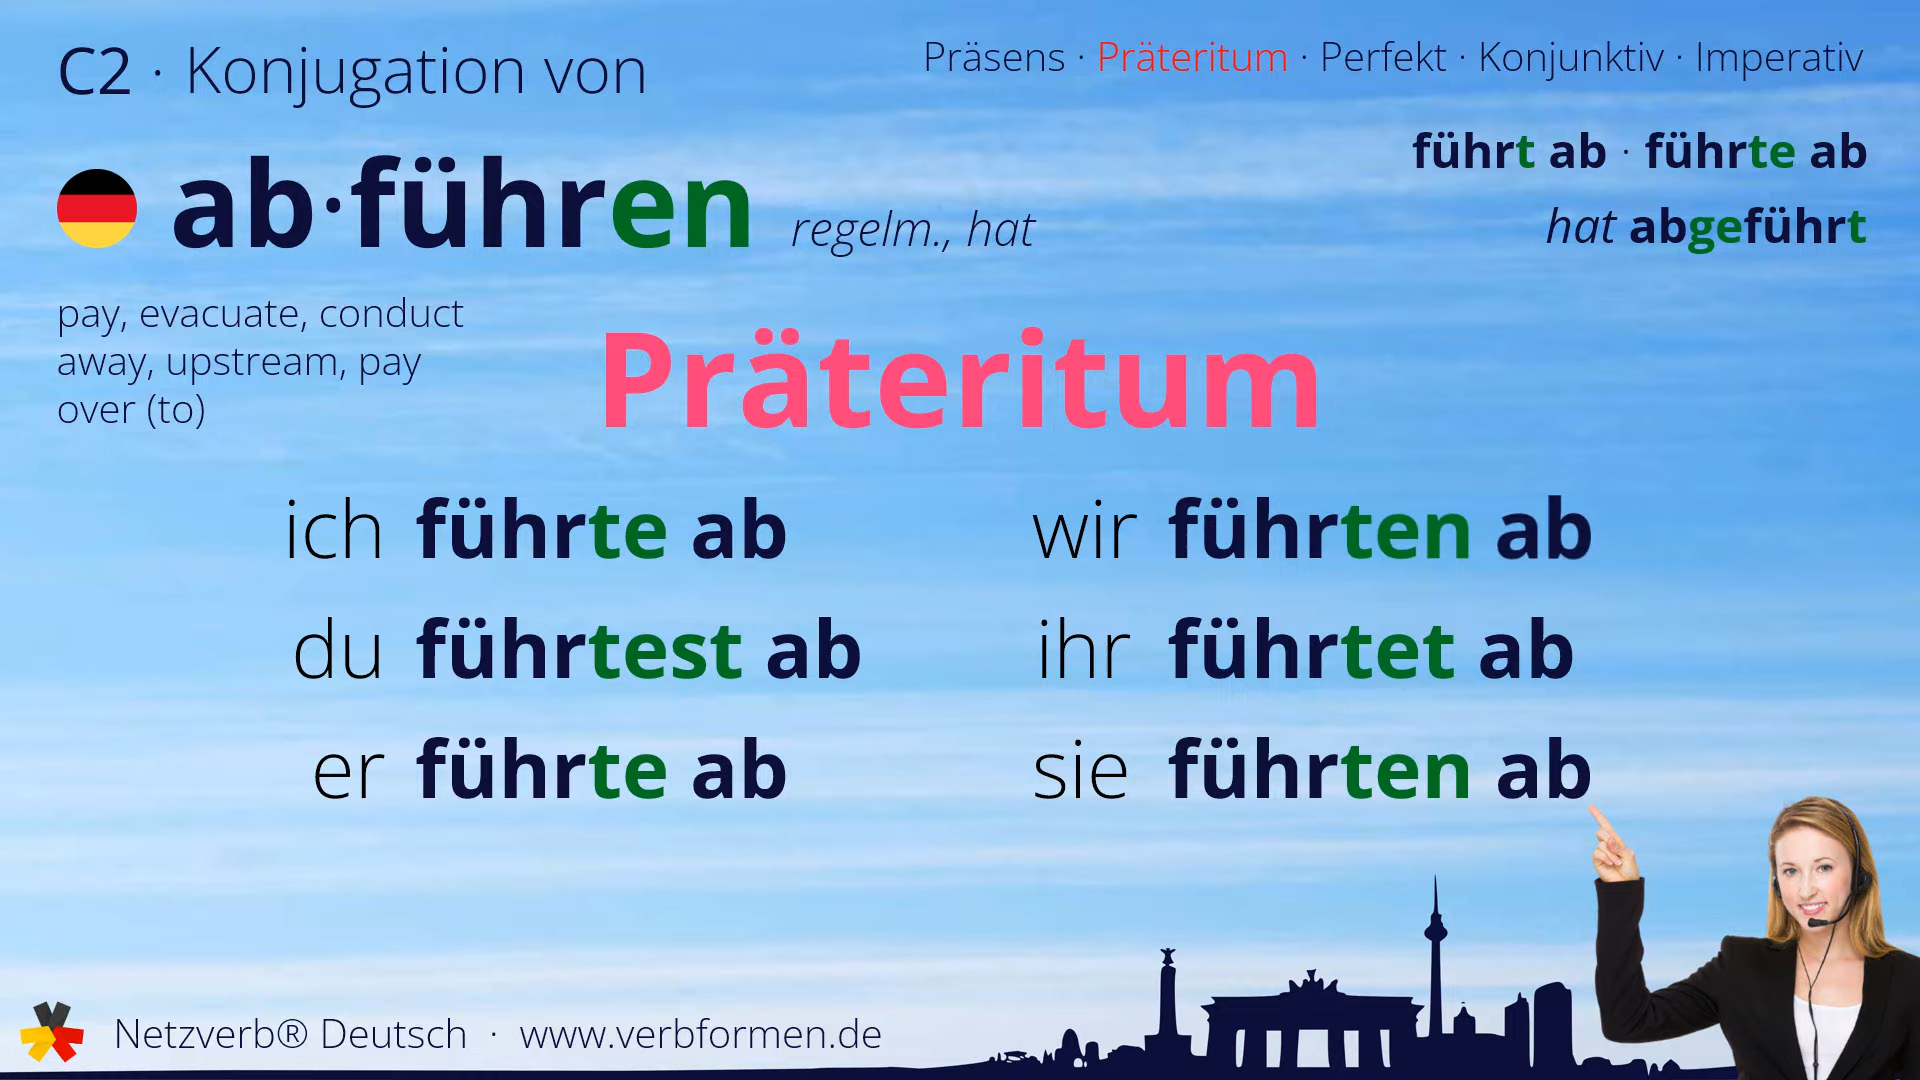 C2 · Konjugation von
Präsens · Präteritum · Perfekt · Konjunktiv · Imperativ
ab·führen regelm., hat
führt ab · führte ab
hat abgeführt
pay, evacuate, conduct
away, upstream, pay
over (to)
Präteritum
ich führte ab
du führtest ab
er führte ab
wir führten ab
ihr führtet ab
sie führten ab
Netzverb® Deutsch · www.verbformen.de